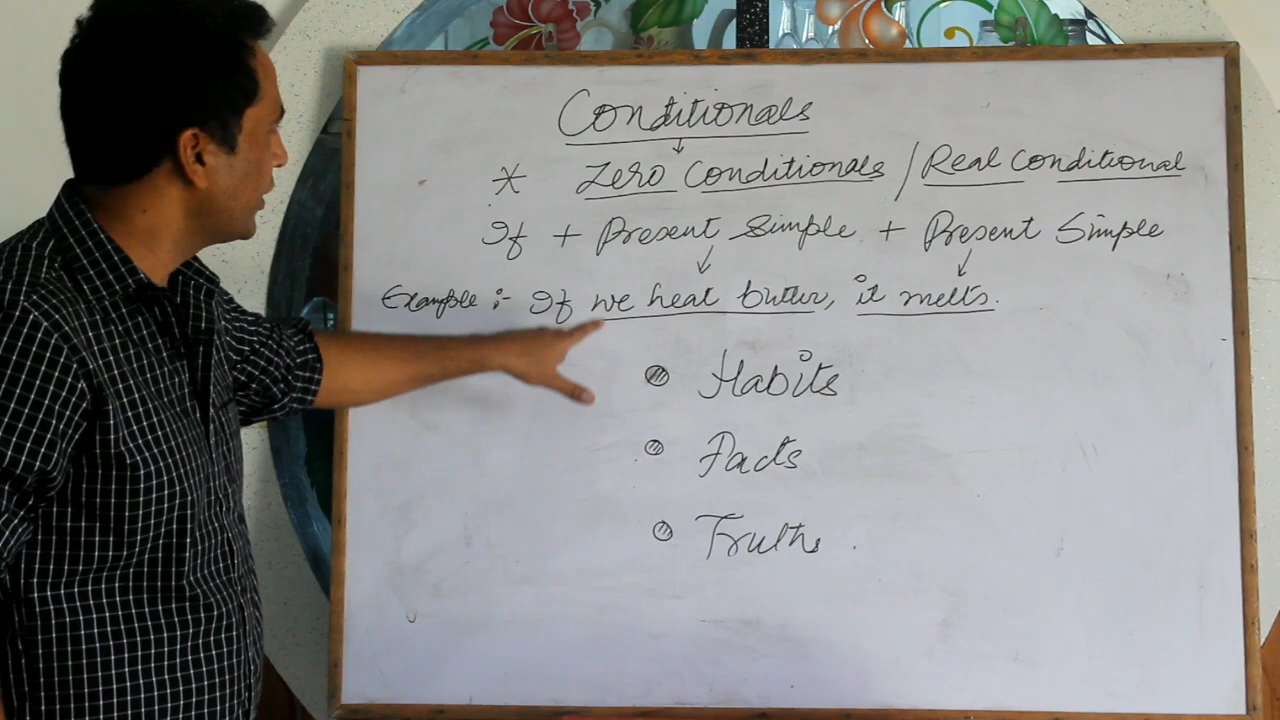 Conditionals
* Zero Conditionals / Real Conditional
If + Present Simple + Present Simple
Example :- If we heat butter, it melts.
Habits
Facts
Truths